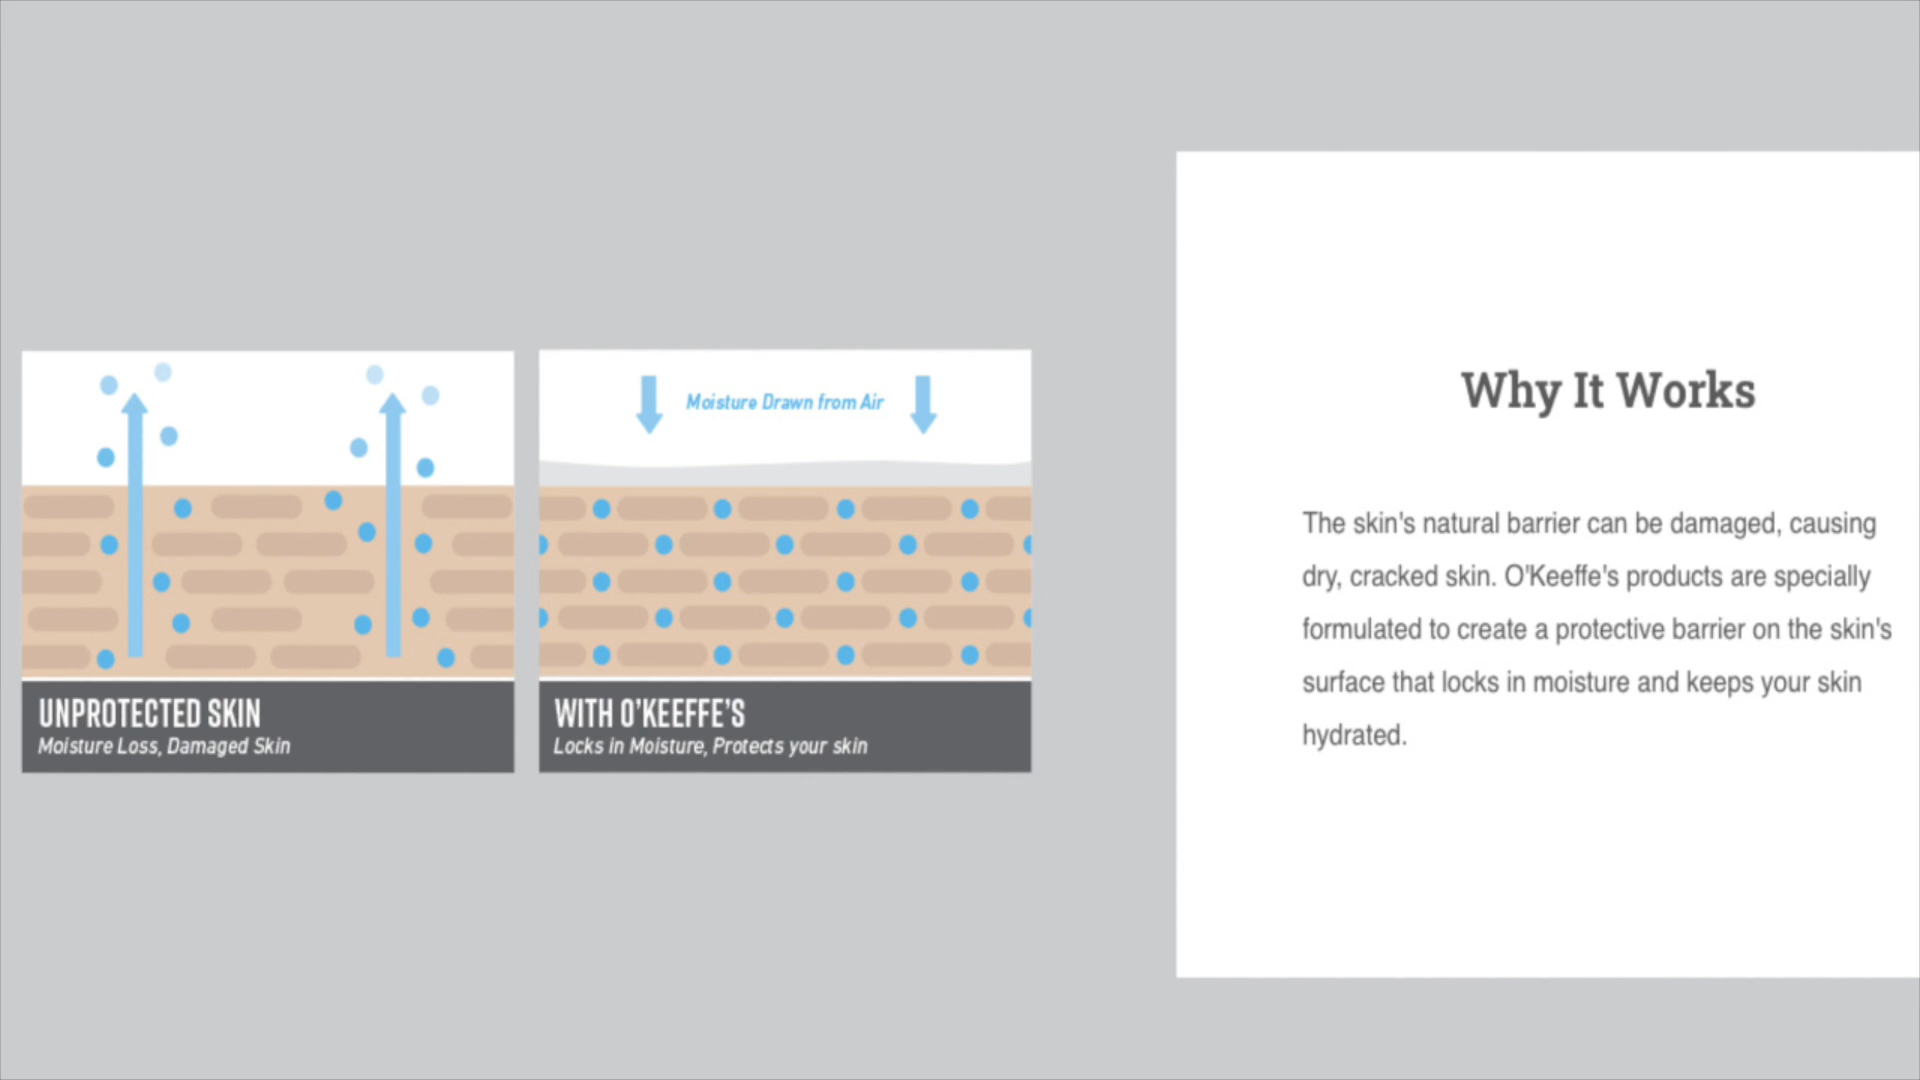 Moisture Drawn from Air
UNPROTECTED SKIN
Moisture Loss, Damaged Skin
WITH O'KEEFFE'S
Locks in Moisture, Protects your skin
Why It Works
The skin's natural barrier can be damaged, causing
dry, cracked skin. O'Keeffe's products are specially
formulated to create a protective barrier on the skin's
surface that locks in moisture and keeps your skin
hydrated.